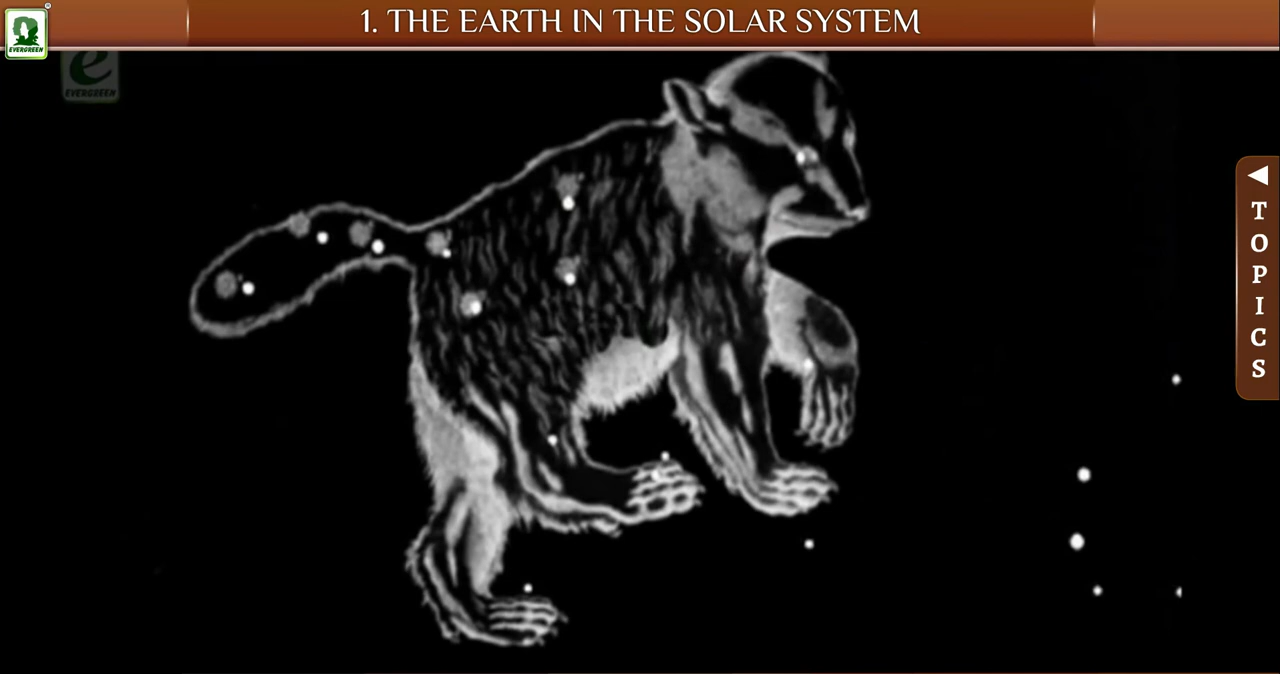 1. THE EARTH IN THE SOLAR SYSTEM
EVERGREEN
e
EVERGREEN
TOPICS